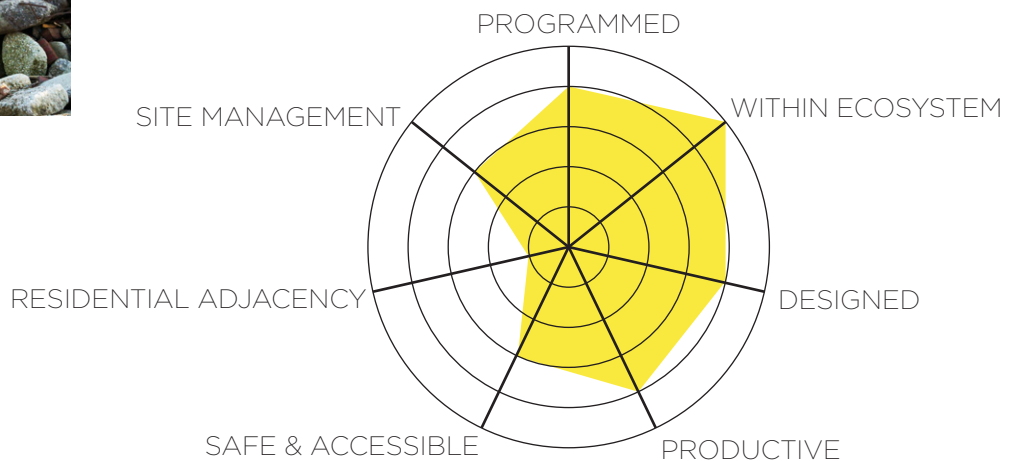 PROGRAMMED
WITHIN ECOSYSTEM
SITE MANAGEMENT
RESIDENTIAL ADJACENCY
DESIGNED
SAFE & ACCESSIBLE
PRODUCTIVE